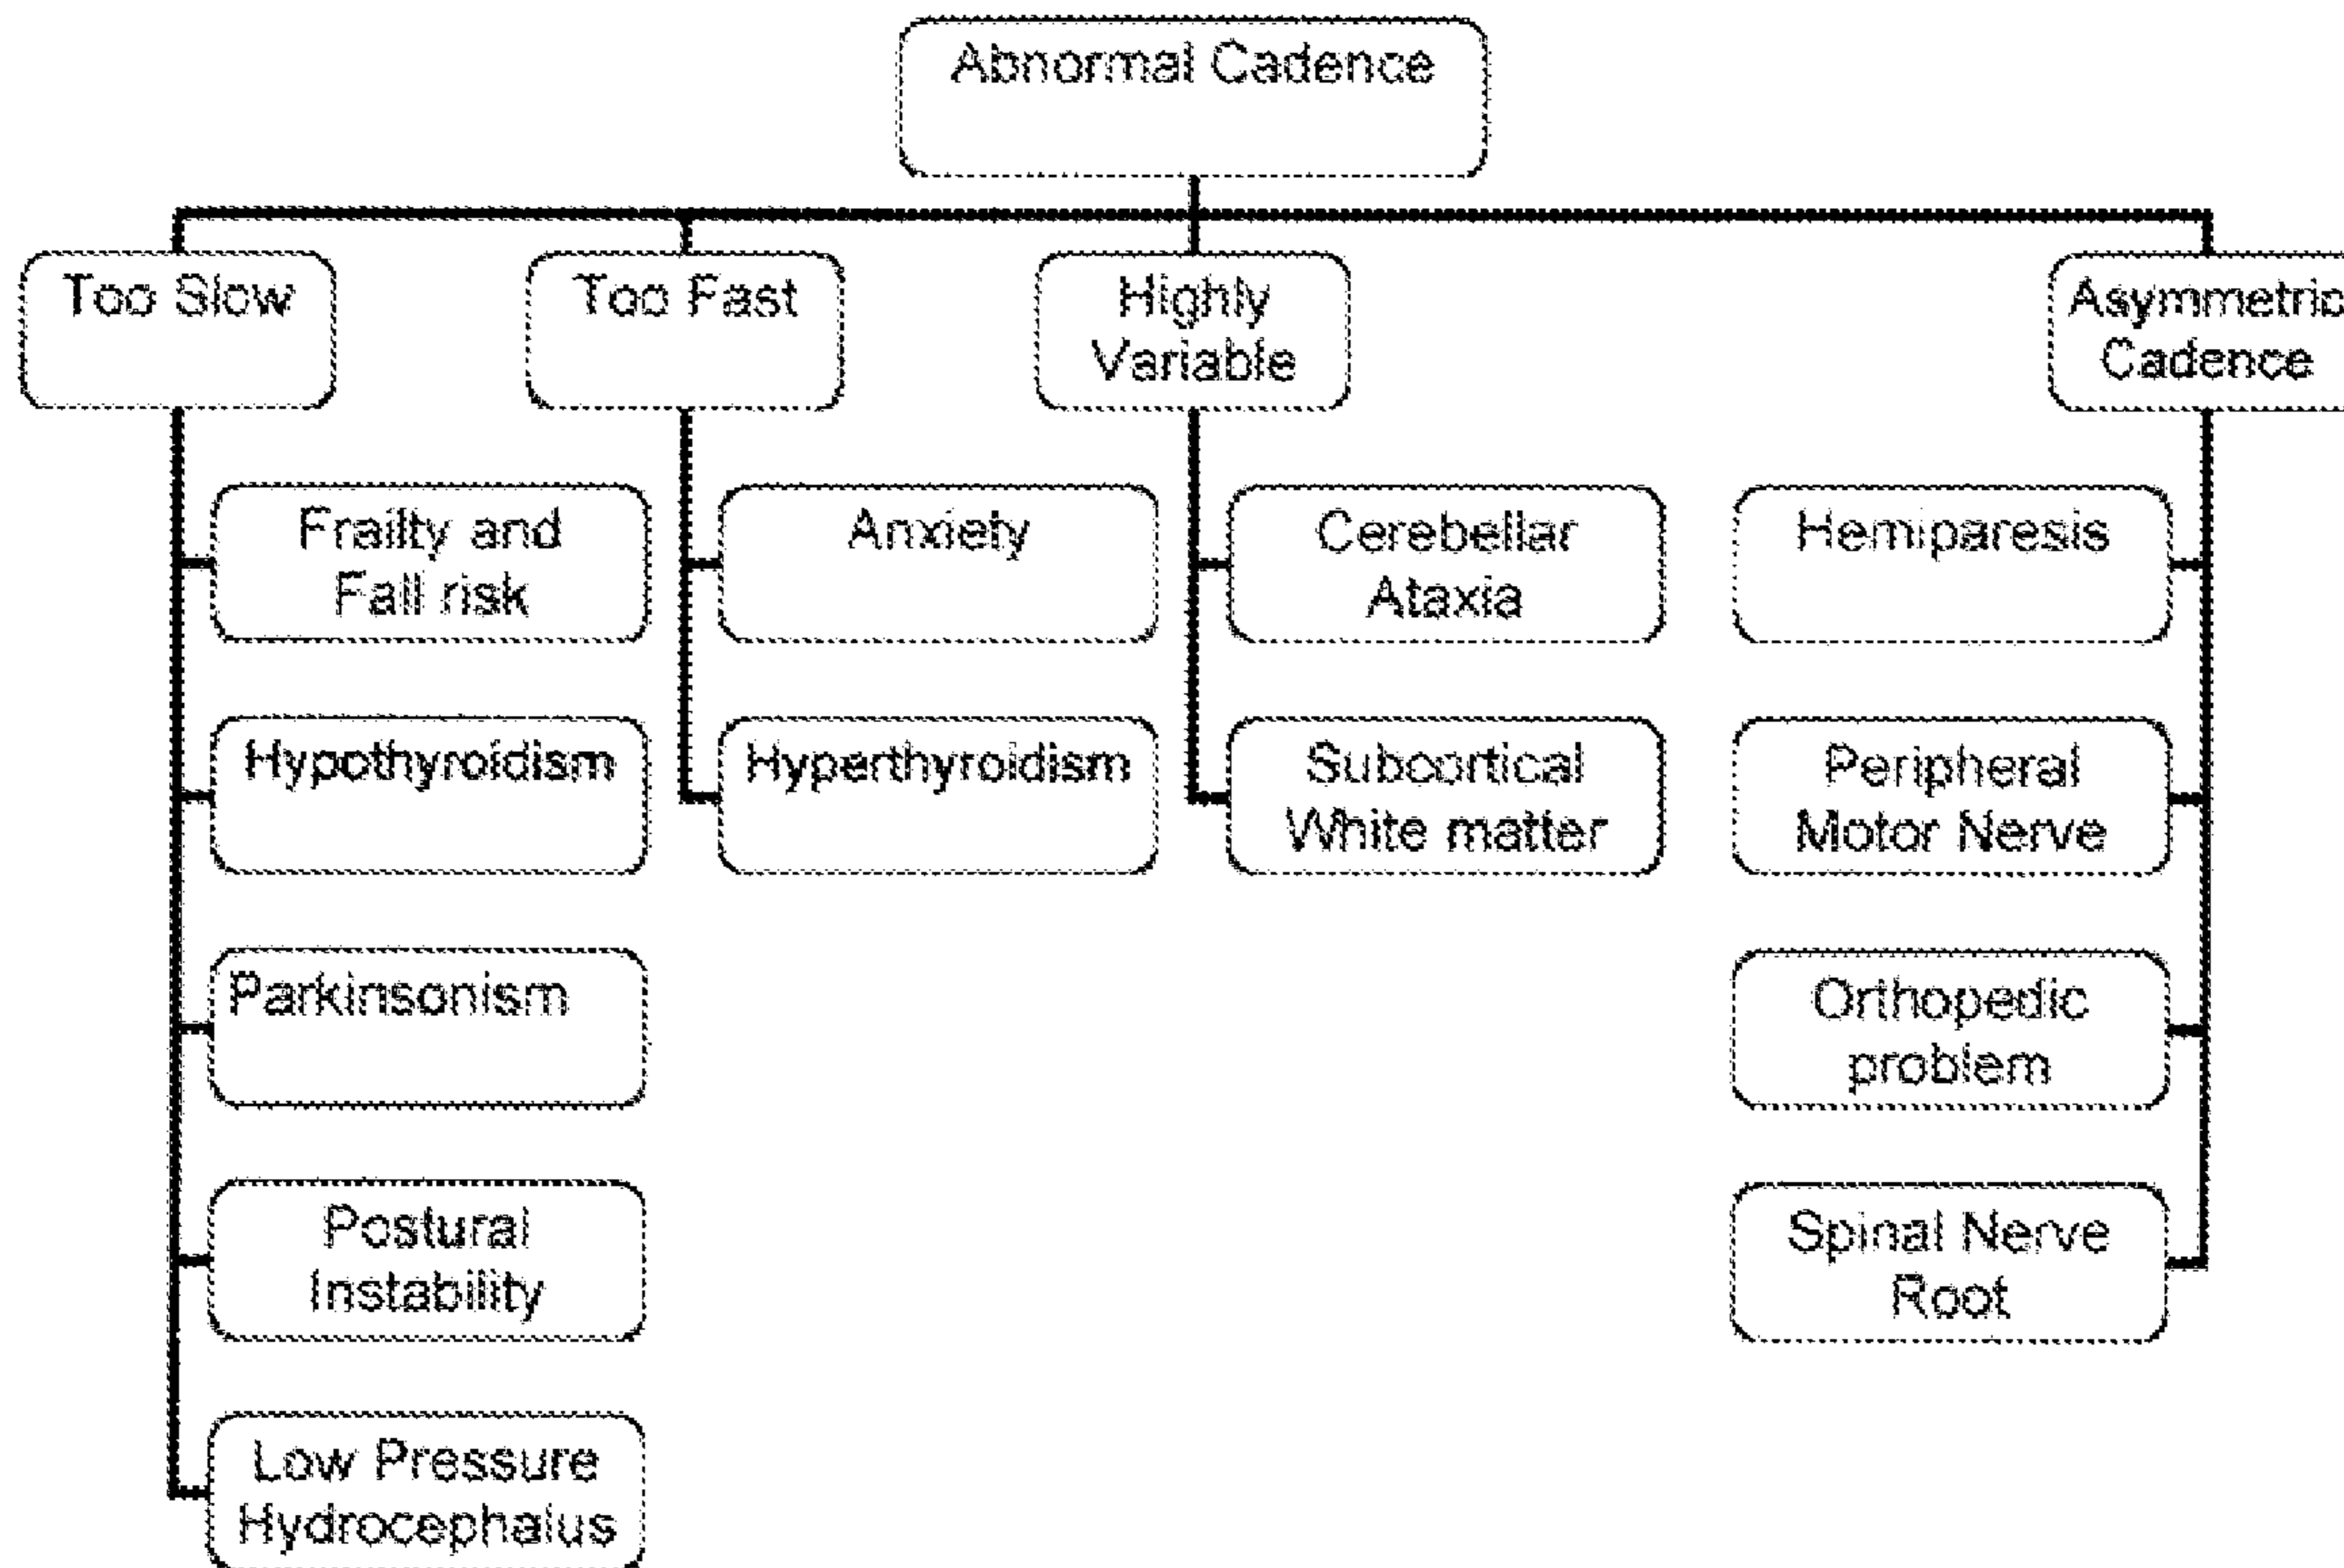 Abnormal Cadence
Too Slow
Too Fast
Highly
Variable
Asymmetric
Cadence
Frailty and
Fall risk
Anxiety
Cerebellar
Ataxia
Hemiparesis
Hypothyroidism
Hyperthyroidism
Subcortical
White matter
Peripheral
Motor Nerve
Parkinsonism
Orthopedic
problem
Postural
Instability
Spinal Nerve
Root
Low Pressure
Hydrocephalus